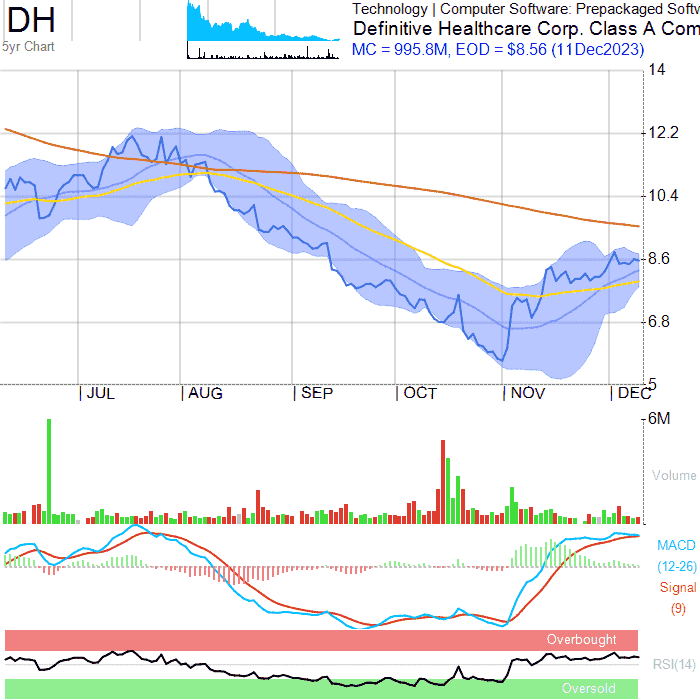 DH
5yr Chart
Technology | Computer Software: Prepackaged Softw
Definitive Healthcare Corp. Class A Com
MC = 995.8M, EOD = $8.56 (11Dec2023)
14
12.2
10.4
8.6
6.8
5
| JUL | AUG | SEP | OCT | NOV | DEC
6M
Volume
MACD
(12-26)
Signal
(9)
Overbought
RSI(14)
Oversold